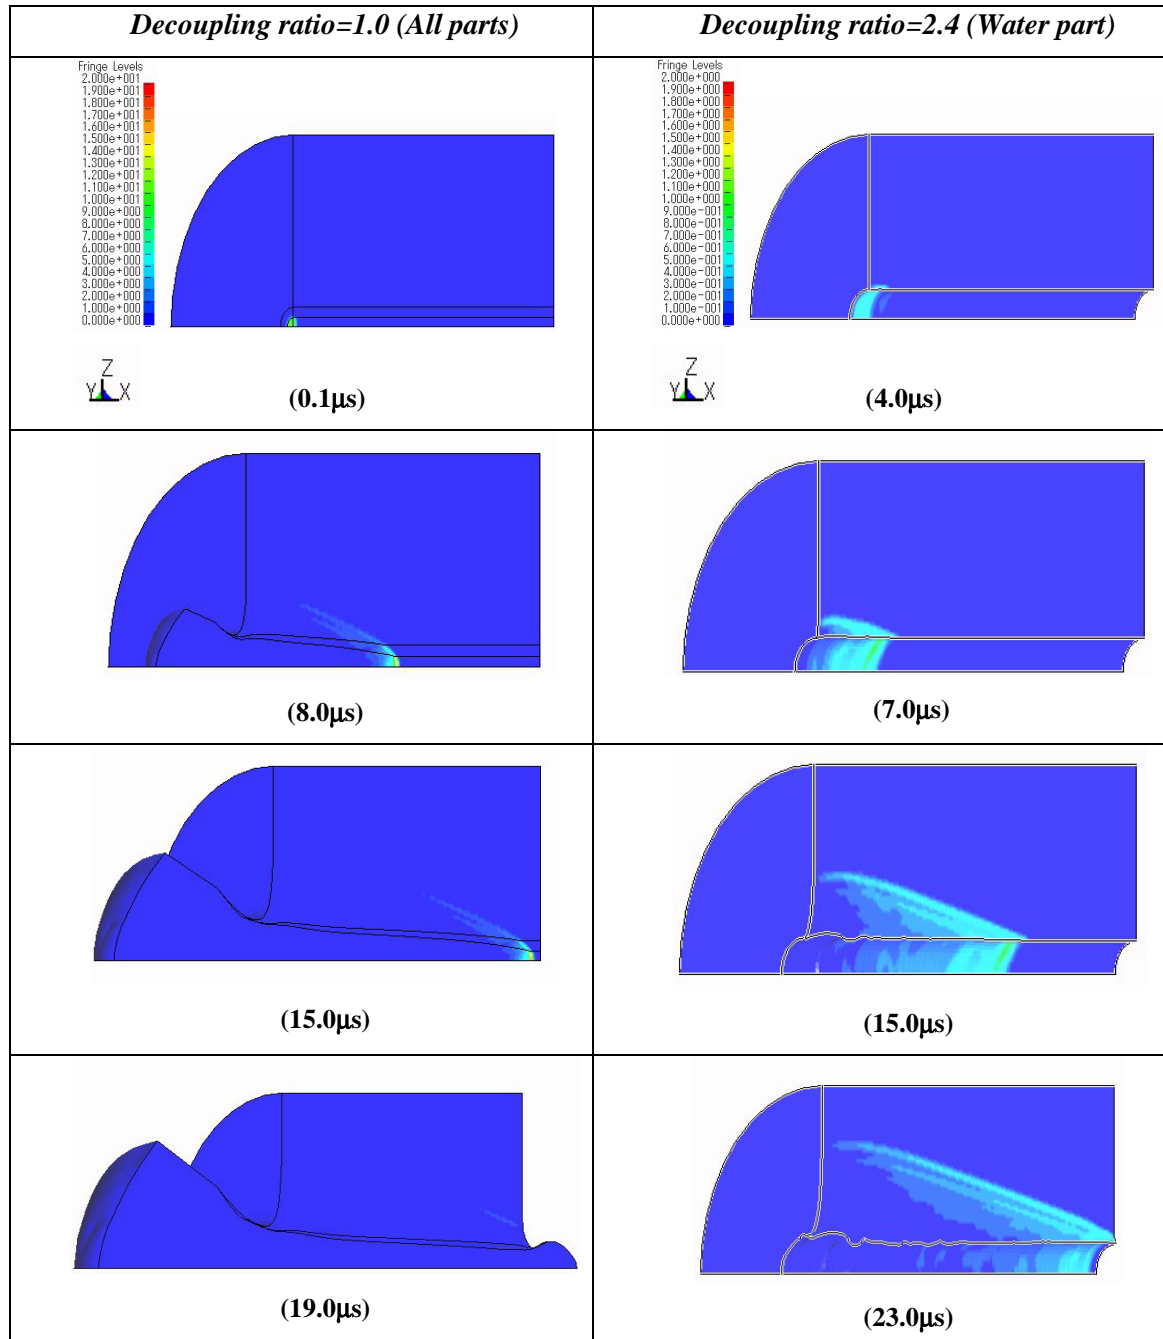 Decoupling ratio=1.0 (All parts)
Decoupling ratio=2.4 (Water part)
Fringe Levels
2.000e+001
1.900e+001
1.800e+001
1.700e+001
1.600e+001
1.500e+001
1.400e+001
1.300e+001
1.200e+001
1.100e+001
1.000e+001
9.000e+000
8.000e+000
7.000e+000
6.000e+000
5.000e+000
4.000e+000
3.000e+000
2.000e+000
1.000e+000
0.000e+000
Z
Y X
(0.1μs)
Fringe Levels
2.000e+000
1.900e+000
1.800e+000
1.700e+000
1.600e+000
1.500e+000
1.400e+000
1.300e+000
1.200e+000
1.100e+000
1.000e+000
9.000e-001
8.000e-001
7.000e-001
6.000e-001
5.000e-001
4.000e-001
3.000e-001
2.000e-001
1.000e-001
0.000e+000
Z
Y X
(4.0μs)
(8.0μs)
(7.0μs)
(15.0μs)
(15.0μs)
(19.0μs)
(23.0μs)